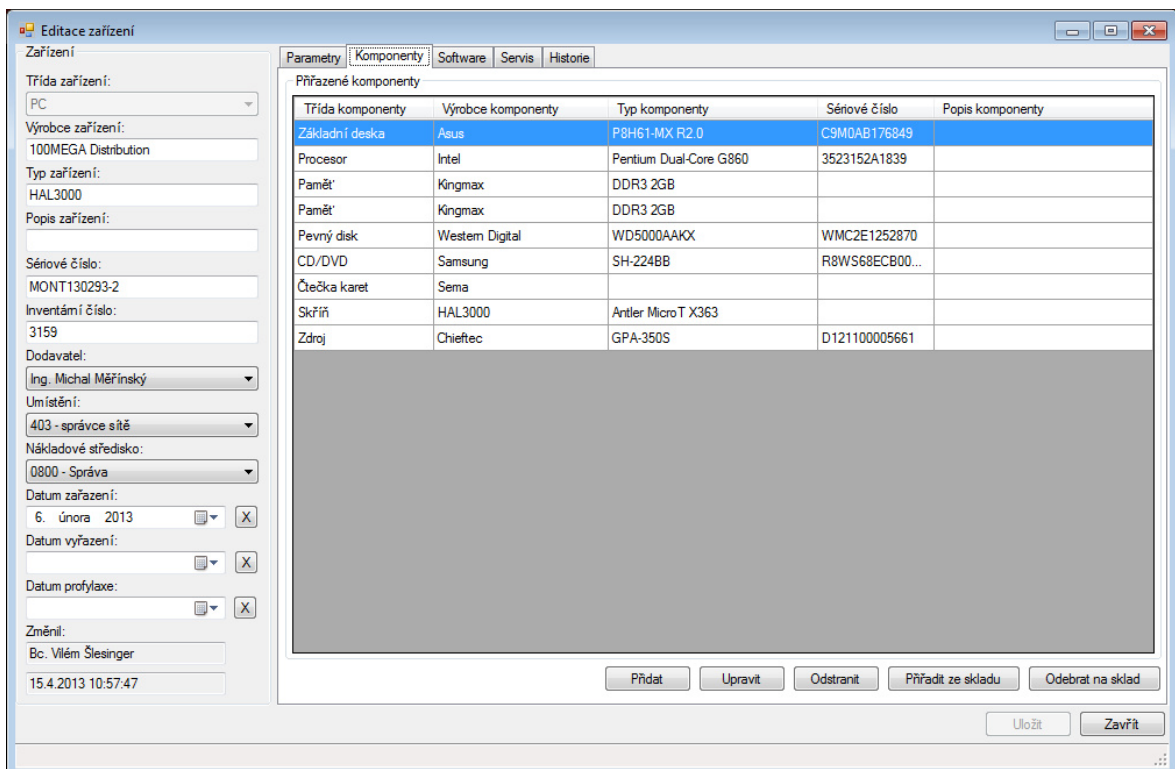 Editace zařízení
Zařízení
Třída zařízení:
PC
Výrobce zařízení:
100MEGA Distribution
Typ zařízení:
HAL3000
Popis zařízení:
Sériové číslo:
MONT130293-2
Inventární číslo:
3159
Dodavatel:
Ing. Michal Měřínský
Umístění:
403 - správce sítě
Nákladové středisko:
0800 - Správa
Datum zařazení:
6. února 2013 X
Datum vyřazení:
X
Datum profylaxe:
X
Změnil:
Bc. Vilém Šlesinger
15.4.2013 10:57:47
Parametry Komponenty Software Servis Historie
Přiřazené komponenty
Třída komponenty Výrobce komponenty Typ komponenty Sériové číslo Popis komponenty
Základní deska Asus P8H61-MX R2.0 C9M0AB176849
Procesor Intel Pentium Dual-Core G860 3523152A1839
Paměť Kingmax DDR3 2GB
Paměť Kingmax DDR3 2GB
Pevný disk Western Digital WD5000AAKX WMC2E1252870
CD/DVD Samsung SH-224BB R8WS68ECB00...
Čtečka karet Sema
Skříň HAL3000 Antler MicroT X363
Zdroj Chieftec GPA-350S D121100005661
Přidat Upravit Odstranit Přiřadit ze skladu Odebrat na sklad
Uložit Zavřít